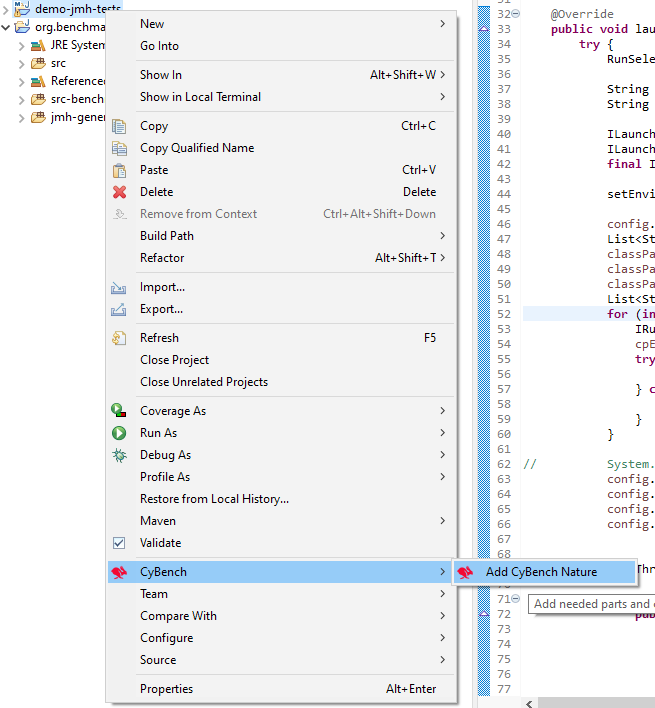 demo-jmh-tests
org.benchma
JRE System
src
Referenced
src-bench
jmh-gene
New
Go Into
Show In Alt+Shift+W
Show in Local Terminal
Copy Ctrl+C
Copy Qualified Name
Paste Ctrl+V
Delete Delete
Remove from Context Ctrl+Alt+Shift+Down
Build Path
Refactor Alt+Shift+T
Import...
Export...
Refresh F5
Close Project
Close Unrelated Projects
Coverage As
Run As
Debug As
Profile As
Restore from Local History...
Maven
Validate
CyBench
Team
Compare With
Configure
Source
Properties Alt+Enter
Add CyBench Nature
Add needed parts and
32 @Override
33 public void lau
34 try {
35 RunSele
36
37 String
38 String
39
40 ILaunch
41 ILaunch
42 final I
43
44 setEnvi
45
46 config.
47 List<St
48 classPa
49 classPa
50 classPa
51 List<St
52 for (in
53 IRu
54 cpE
55 try
56
57 } c
58
59 }
60 }
61
62 // System.
63 config.
64 config.
65 config.
66 config.
67
68
Thr
71
72 pu
73
74
75
76
77